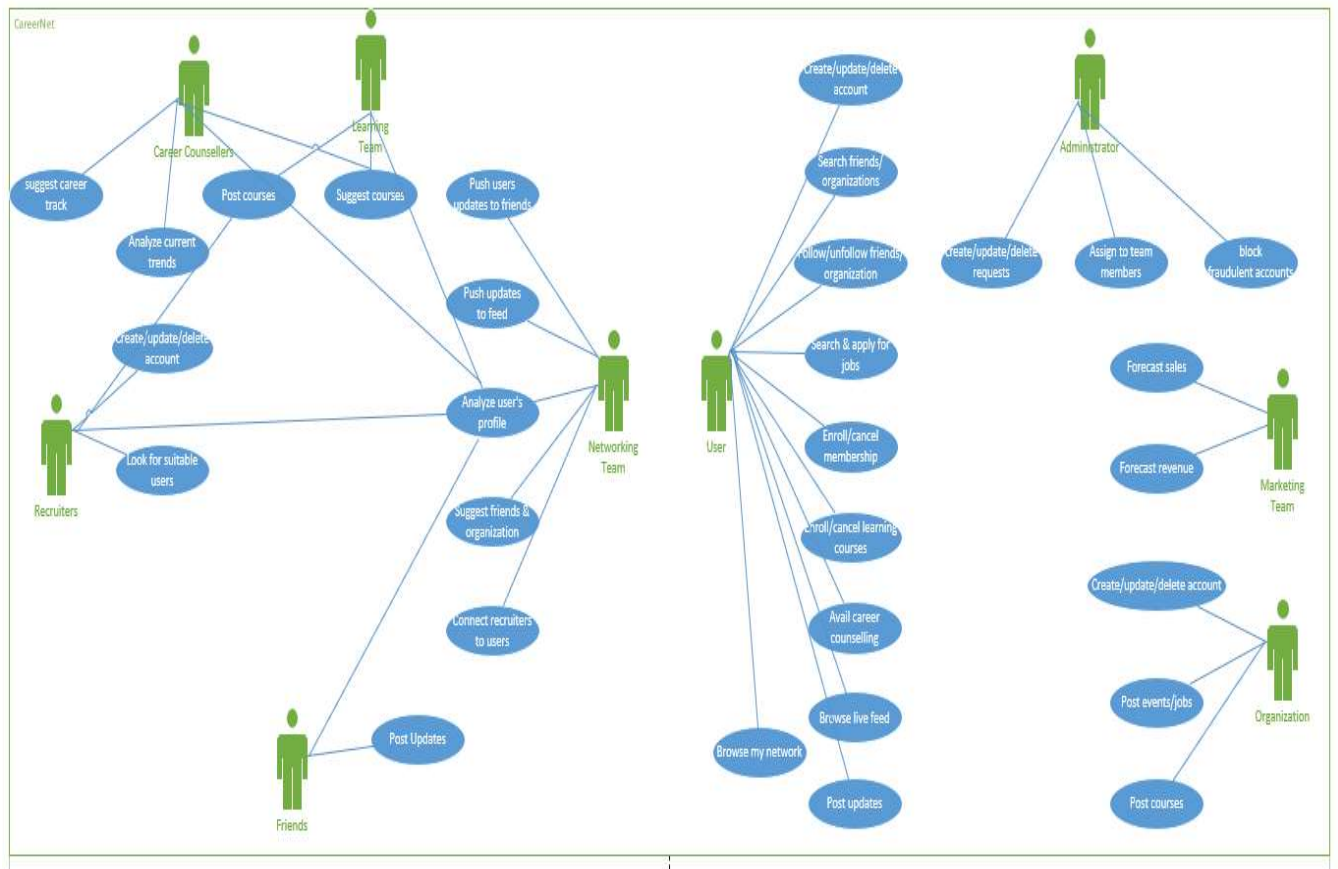 CareerNet
Career Counsellers
Learning
Team
suggest career
track
Post courses
Suggest courses
Analyze current
trends
Push users
updates to friends
Push updates
to feed
Create/update/delete
account
Analyze user's
profile
Look for suitable
users
Recruiters
Networking
Team
Suggest friends &
organization
Connect recruiters
to users
Post Updates
Friends
Create/update/delete
account
Search friends/
organizations
Follow/unfollow friends/
organization
Search & apply for
jobs
User
Enroll/cancel
membership
Enroll/cancel learning
courses
Avail career
counselling
Browse live feed
Browse my network
Post updates
Administrator
Create/update/delete
requests
Assign to team
members
block
fraudulent accounts
Forecast sales
Forecast revenue
Marketing
Team
Create/update/delete account
Post events/jobs
Organization
Post courses